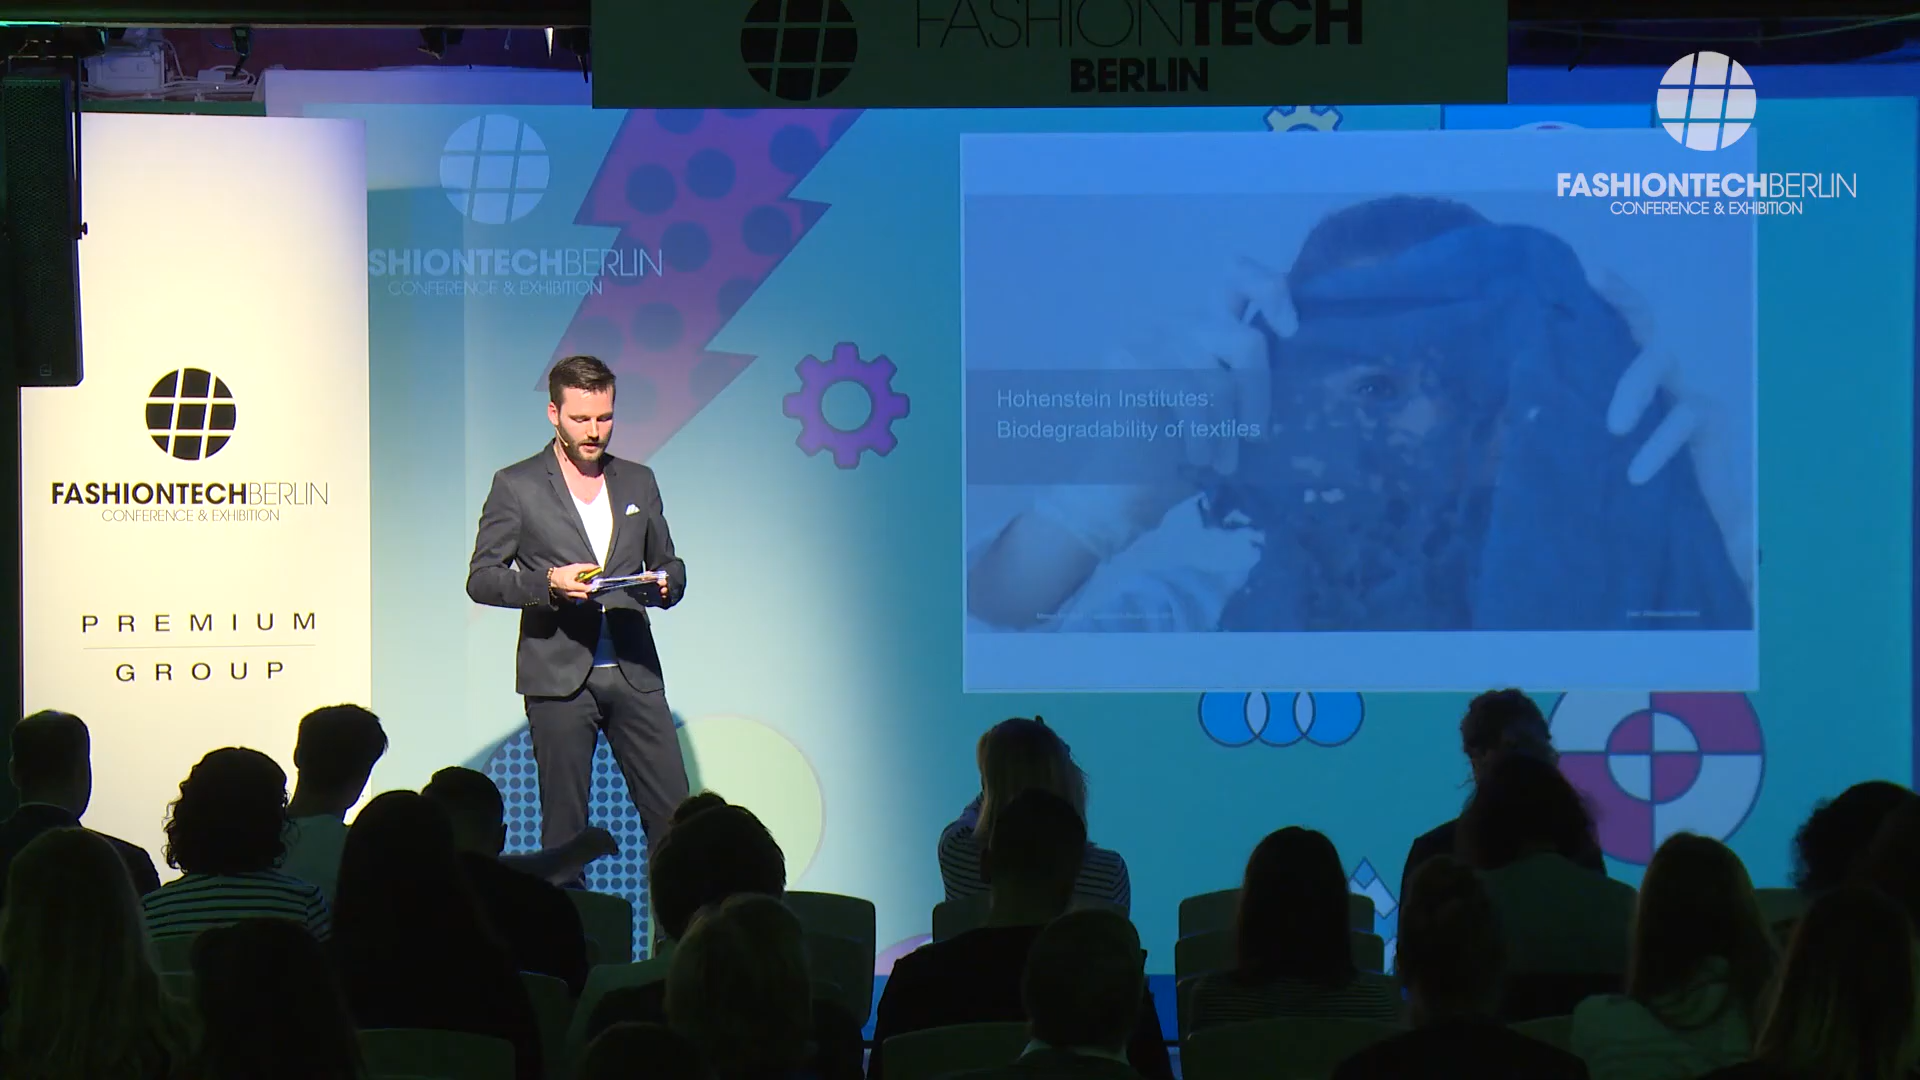 FASHIONTECH
BERLIN
FASHIONTECHBERLIN
CONFERENCE & EXHIBITION
SHIONTECHBERLIN
CONFERENCE & EXHIBITION
Hohenstein Institutes:
Biodegradability of textiles
FASHIONTECHBERLIN
CONFERENCE & EXHIBITION
PREMIUM
GROUP